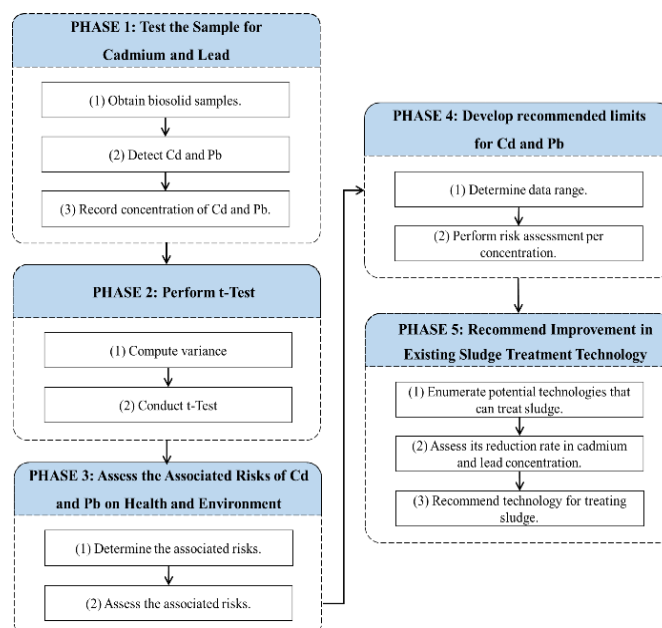 PHASE 1: Test the Sample for
Cadmium and Lead
(1) Obtain biosolid samples.
(2) Detect Cd and Pb
(3) Record concentration of Cd and Pb.
PHASE 2: Perform t-Test
(1) Compute variance
(2) Conduct t-Test
PHASE 3: Assess the Associated Risks of Cd
and Pb on Health and Environment
(1) Determine the associated risks.
(2) Assess the associated risks.
PHASE 4: Develop recommended limits
for Cd and Pb
(1) Determine data range.
(2) Perform risk assessment per
concentration.
PHASE 5: Recommend Improvement in
Existing Sludge Treatment Technology
(1) Enumerate potential technologies that
can treat sludge.
(2) Assess its reduction rate in cadmium
and lead concentration.
(3) Recommend technology for treating
sludge.